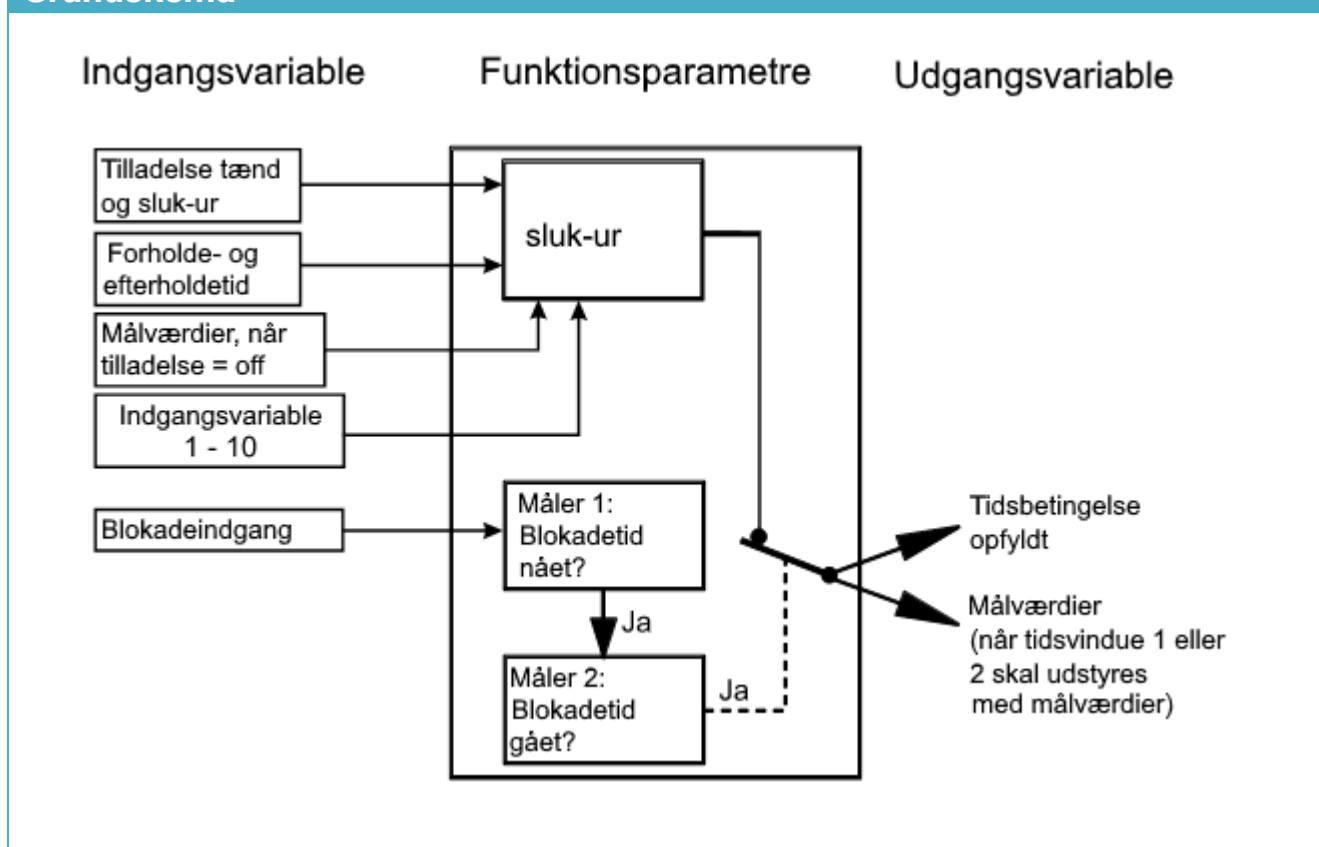 Grundskema
Indgangsvariable
Funktionsparametre
Udgangsvariable
Tilladelse tænd
og sluk-ur
Forholde- og
efterholdetid
Målværdier, når
tilladelse = off
Indgangsvariable
1 - 10
Blokadeindgang
sluk-ur
Måler 1:
Blokadetid
nået?
Ja
Måler 2:
Blokadetid
gået?
Ja
Tidsbetingelse
opfyldt
Målværdier
(når tidsvindue 1 eller
2 skal udstyres
med målværdier)